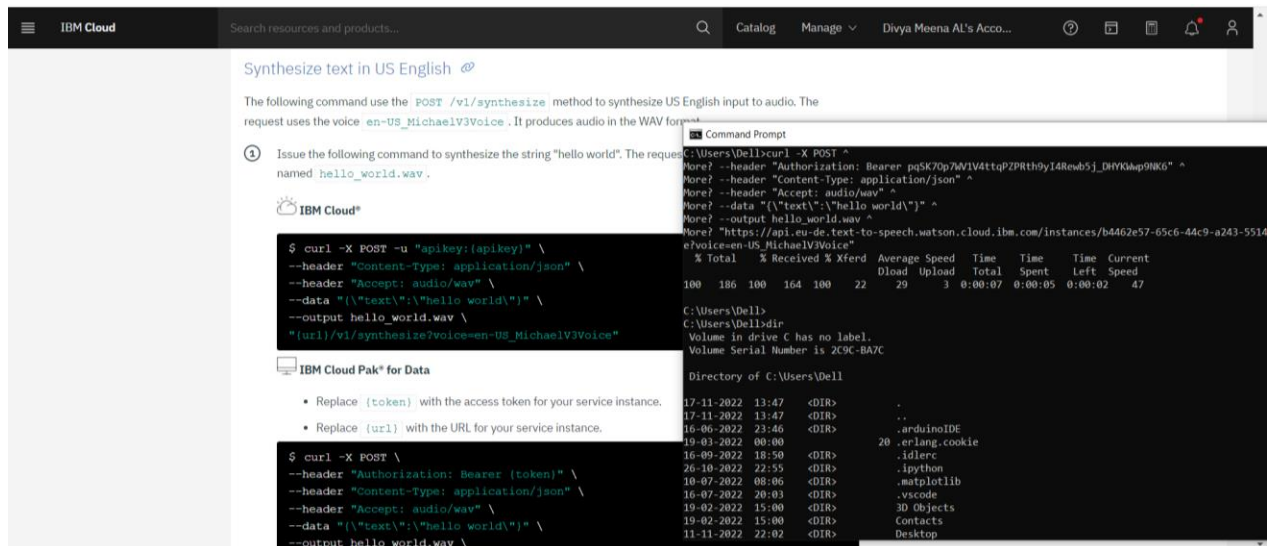 IBM Cloud
Search resources and products...
Catalog
Manage
Divya Meena AL's Acco...
Synthesize text in US English
The following command use the POST /v1/synthesize method to synthesize US English input to audio. The
request uses the voice en-US_MichaelV3Voice . It produces audio in the WAV format
1 Issue the following command to synthesize the string "hello world". The reques
named hello_world.wav .
IBM Cloud®
$ curl -X POST -u "apikey:{apikey}" \
--header "Content-Type: application/json" \
--header "Accept: audio/wav" \
--data "{\"text\":\"hello world\"}" \
--output hello_world.wav \
"{url}/v1/synthesize?voice=en-US_MichaelV3Voice"
IBM Cloud Pak® for Data
• Replace {token} with the access token for your service instance.
• Replace {url} with the URL for your service instance.
$ curl -X POST \
--header "Authorization: Bearer {token}" \
--header "Content-Type: application/json" \
--header "Accept: audio/wav" \
--data "{\"text\":\"hello world\"}" \
--output hello_world.wav \
Command Prompt
C:\Users\Dell>curl -X POST ^
More? --header "Authorization: Bearer pqSK7Op7WV1V4ttqPZPRth9yI4Rewb5j_DHYKWwp9NK6" ^
More? --header "Content-Type: application/json" ^
More? --header "Accept: audio/wav" ^
More? --data "{\"text\":\"hello world\"}" ^
More? --output hello_world.wav ^
More? "https://api.eu-de.text-to-speech.watson.cloud.ibm.com/instances/b4462e57-65c6-44c9-a243-5514
e?voice=en-US_MichaelV3Voice"
% Total % Received % Xferd Average Speed Time Time Time Current
Dload Upload Total Spent Left Speed
100 186 100 164 100 22 29 3 0:00:07 0:00:05 0:00:02 47
C:\Users\Dell>
C:\Users\Dell>dir
Volume in drive C has no label.
Volume Serial Number is 2C9C-BA7C
Directory of C:\Users\Dell
17-11-2022 13:47 <DIR> .
17-11-2022 13:47 <DIR> ..
16-06-2022 23:46 <DIR> .arduinoIDE
19-03-2022 00:00 20 .erlang.cookie
16-09-2022 18:50 <DIR> .idlerc
26-10-2022 22:55 <DIR> .ipython
10-07-2022 08:06 <DIR> .matplotlib
16-07-2022 20:03 <DIR> .vscode
19-02-2022 15:00 <DIR> 3D Objects
19-02-2022 15:00 <DIR> Contacts
11-11-2022 22:02 <DIR> Desktop